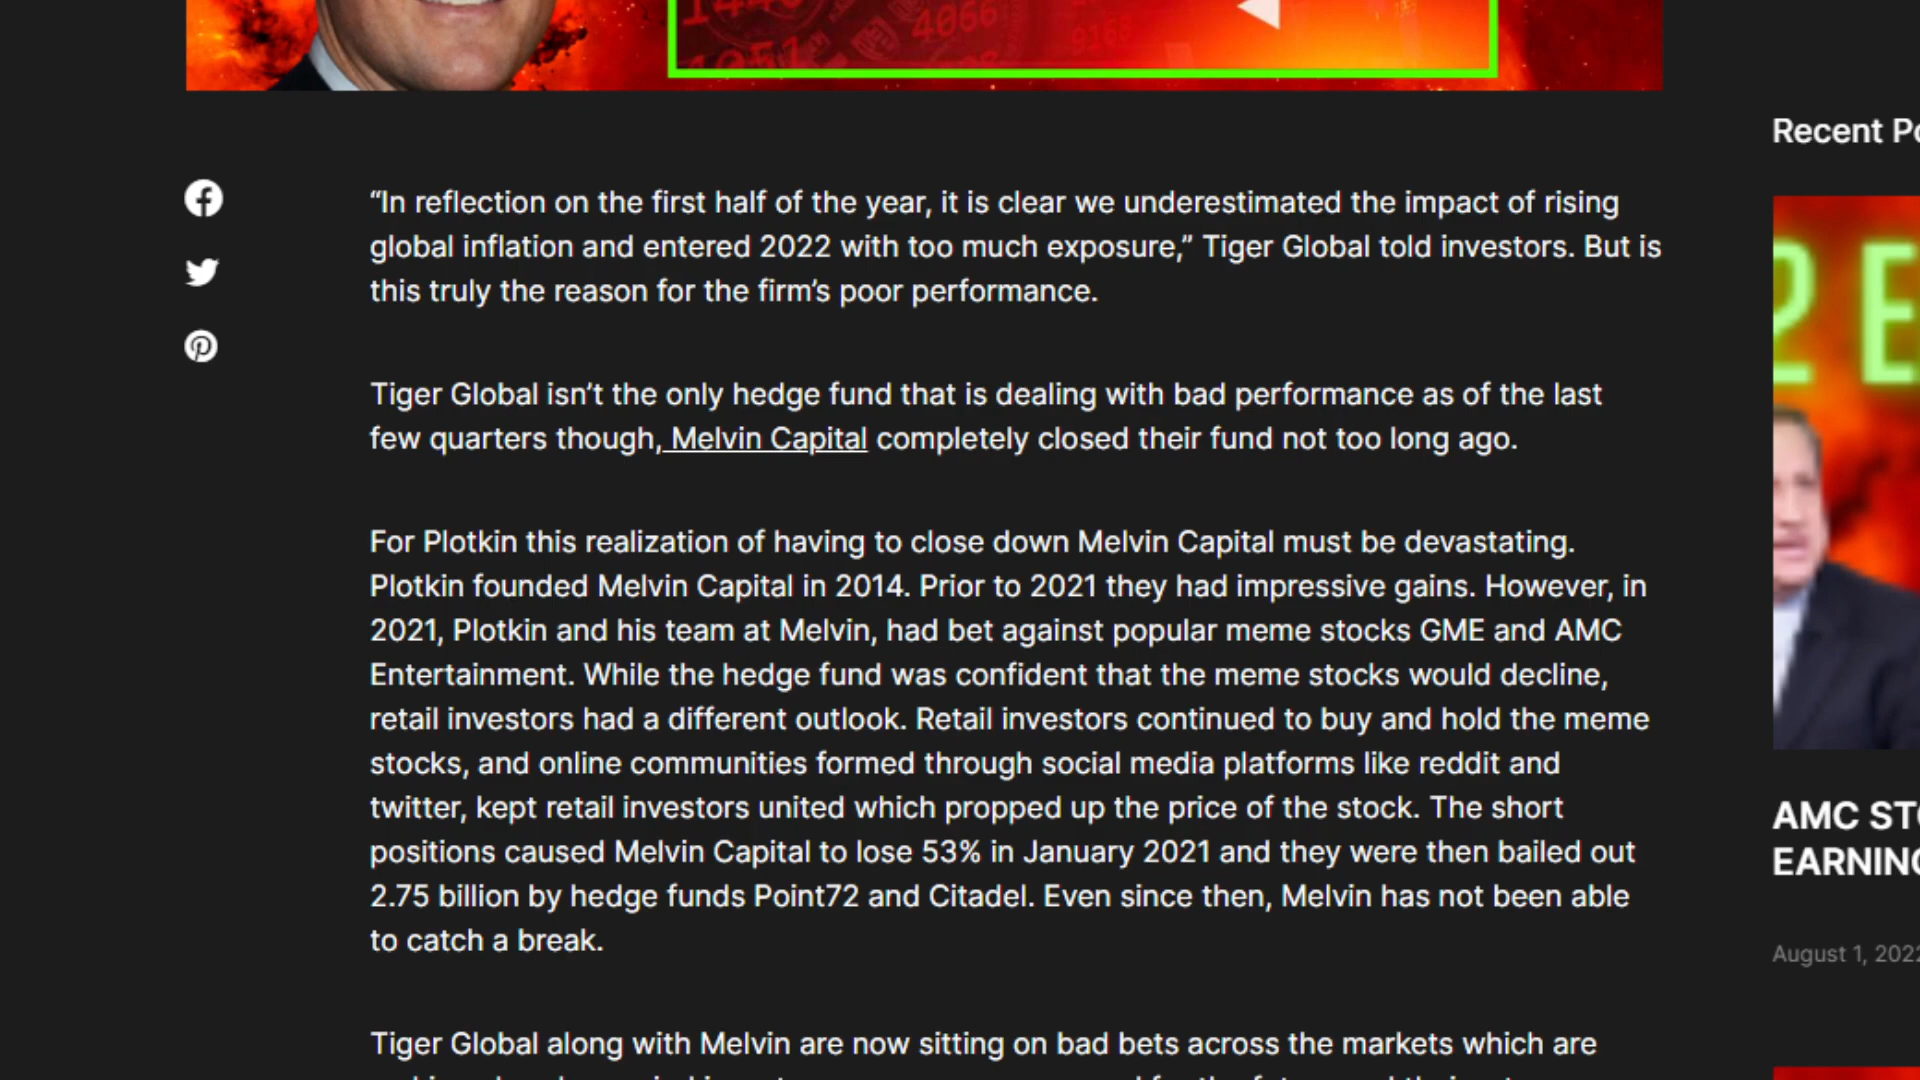 4066
9168
“In reflection on the first half of the year, it is clear we underestimated the impact of rising
global inflation and entered 2022 with too much exposure,” Tiger Global told investors. But is
this truly the reason for the firm’s poor performance.
Tiger Global isn’t the only hedge fund that is dealing with bad performance as of the last
few quarters though, Melvin Capital completely closed their fund not too long ago.
For Plotkin this realization of having to close down Melvin Capital must be devastating.
Plotkin founded Melvin Capital in 2014. Prior to 2021 they had impressive gains. However, in
2021, Plotkin and his team at Melvin, had bet against popular meme stocks GME and AMC
Entertainment. While the hedge fund was confident that the meme stocks would decline,
retail investors had a different outlook. Retail investors continued to buy and hold the meme
stocks, and online communities formed through social media platforms like reddit and
twitter, kept retail investors united which propped up the price of the stock. The short
positions caused Melvin Capital to lose 53% in January 2021 and they were then bailed out
2.75 billion by hedge funds Point72 and Citadel. Even since then, Melvin has not been able
to catch a break.
Tiger Global along with Melvin are now sitting on bad bets across the markets which are
Recent Po
2 E
AMC STO
EARNING
August 1, 2022